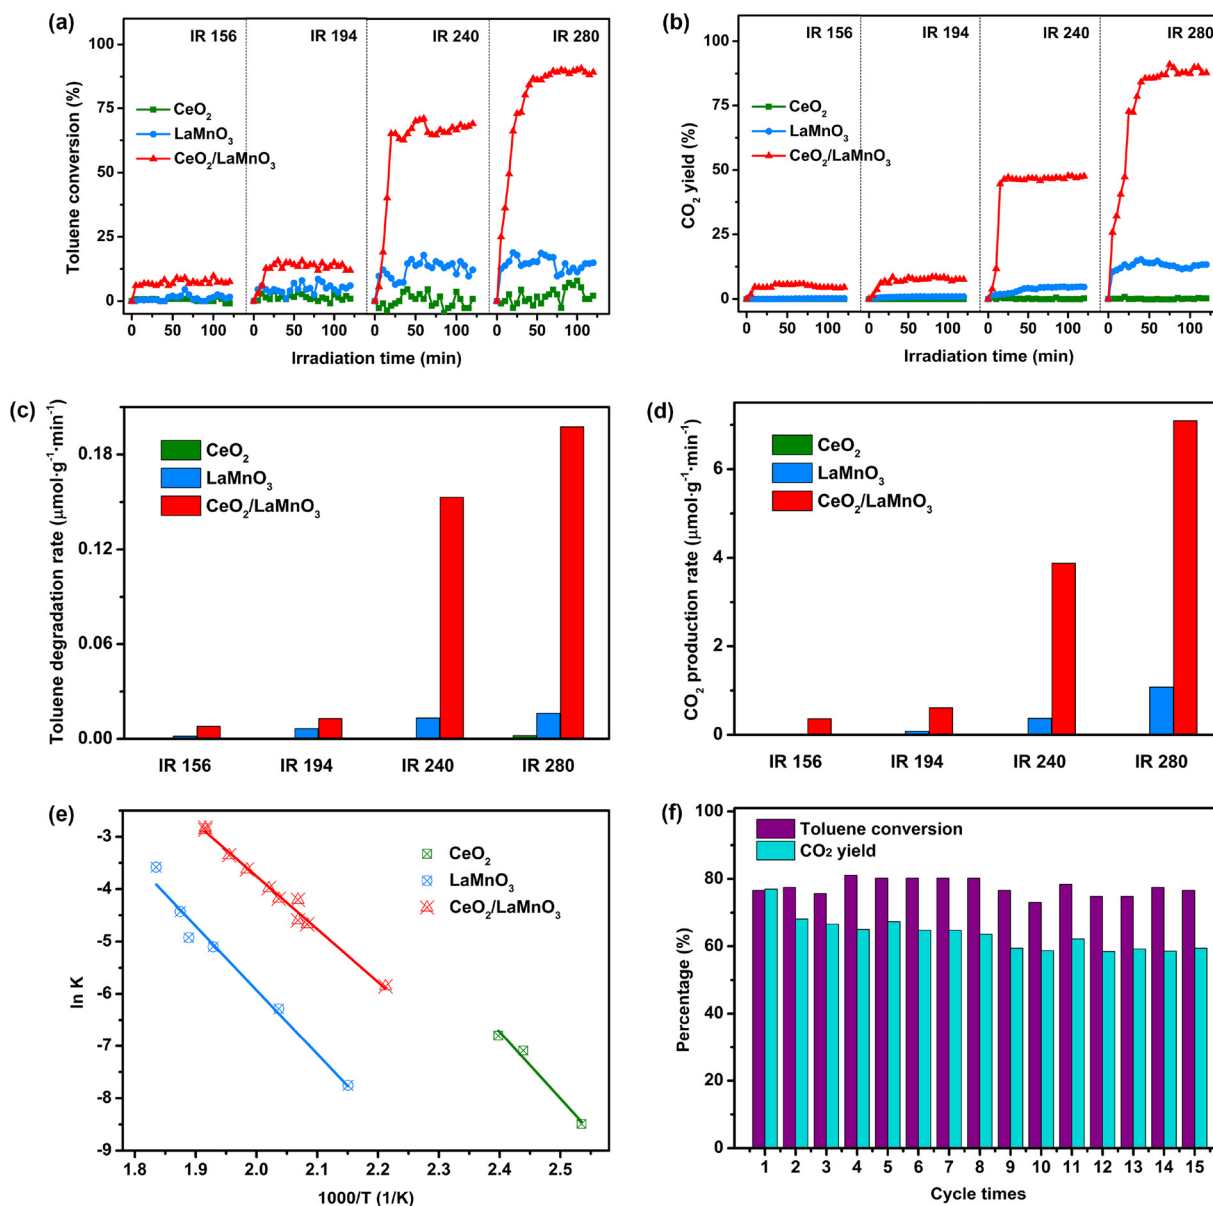 (a)
IR 156 IR 194 IR 240 IR 280
100
75
50
25
0
Toluene conversion (%)
CeO₂
LaMnO₃
CeO₂/LaMnO₃
0 50 100 0 50 100 0 50 100 0 50 100
Irradiation time (min)
(b)
IR 156 IR 194 IR 240 IR 280
100
75
50
25
0
CO₂ yield (%)
CeO₂
LaMnO₃
CeO₂/LaMnO₃
0 50 100 0 50 100 0 50 100 0 50 100
Irradiation time (min)
(c)
0.18
0.12
0.06
0.00
Toluene degradation rate (μmol·g⁻¹·min⁻¹)
CeO₂
LaMnO₃
CeO₂/LaMnO₃
IR 156 IR 194 IR 240 IR 280
(d)
6
4
2
0
CO₂ production rate (μmol·g⁻¹·min⁻¹)
CeO₂
LaMnO₃
CeO₂/LaMnO₃
IR 156 IR 194 IR 240 IR 280
(e)
-3
-4
-5
-6
-7
-8
-9
ln K
CeO₂
LaMnO₃
CeO₂/LaMnO₃
1.8 1.9 2.0 2.1 2.2 2.3 2.4 2.5
1000/T (1/K)
(f)
100
80
60
40
20
0
Percentage (%)
Toluene conversion
CO₂ yield
1 2 3 4 5 6 7 8 9 10 11 12 13 14 15
Cycle times